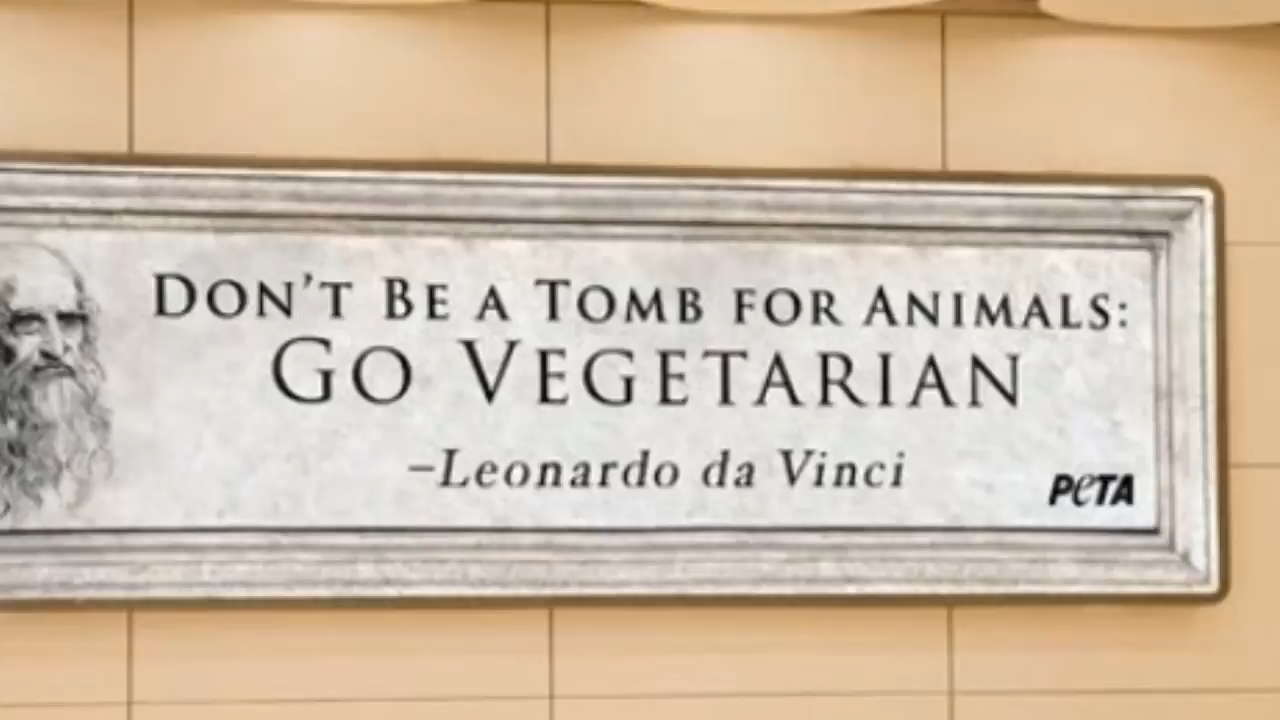 DON'T BE A TOMB FOR ANIMALS:
GO VEGETARIAN
–Leonardo da Vinci
PETA